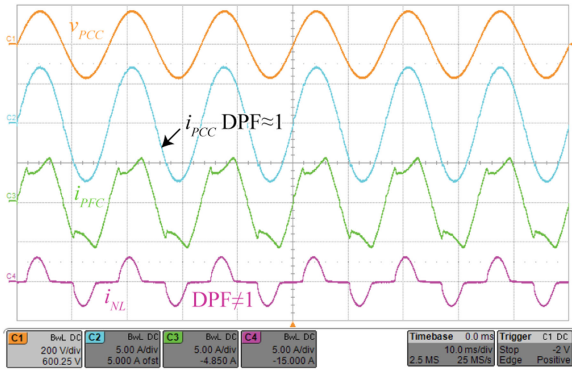 C1
v_PCC
C2
i_PCC DPF≈1
C3
i_PFC
C4
i_NL
DPF≠1
C1 BwL DC
200 V/div
600.25 V
C2 BwL DC
5.00 A/div
5.000 A ofst
C3 BwL DC
5.00 A/div
-4.850 A
C4 BwL DC
5.00 A/div
-15.000 A
Timebase 0.0 ms
10.0 ms/div
2.5 MS 25 MS/s
Trigger C1 DC
Stop -2 V
Edge Positive